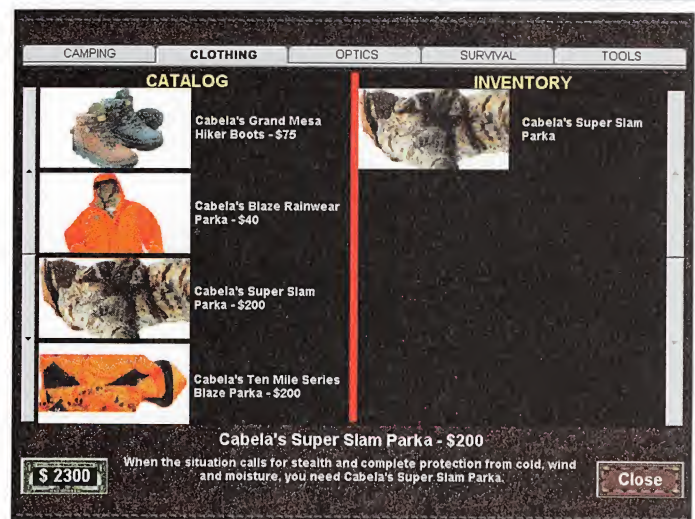 CAMPING CLOTHING OPTICS SURVIVAL TOOLS
CATALOG
Cabela's Grand Mesa
Hiker Boots - $75
Cabela's Blaze Rainwear
Parka - $40
Cabela's Super Slam
Parka - $200
Cabela's Ten Mile Series
Blaze Parka - $200
INVENTORY
Cabela's Super Slam
Parka
Cabela's Super Slam Parka - $200
When the situation calls for stealth and complete protection from cold, wind
and moisture, you need Cabela's Super Slam Parka.
$ 2300
Close